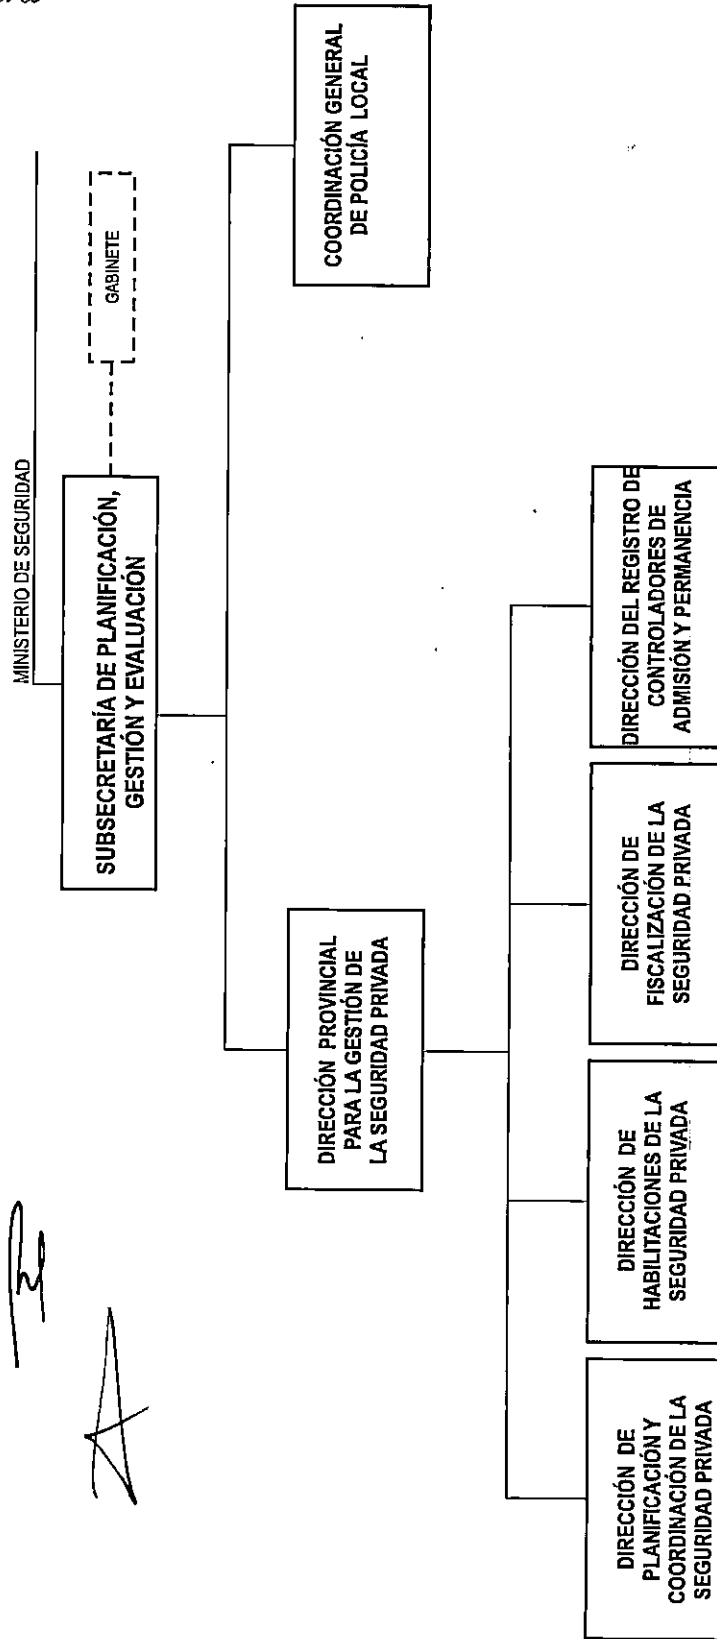 MINISTERIO DE SEGURIDAD
SUBSECRETARÍA DE PLANIFICACIÓN,
GESTIÓN Y EVALUACIÓN
GABINETE
DIRECCIÓN PROVINCIAL
PARA LA GESTIÓN DE
LA SEGURIDAD PRIVADA
COORDINACIÓN GENERAL
DE POLICÍA LOCAL
DIRECCIÓN DE
PLANIFICACIÓN Y
COORDINACIÓN DE LA
SEGURIDAD PRIVADA
DIRECCIÓN DE
HABILITACIONES DE LA
SEGURIDAD PRIVADA
DIRECCIÓN DE
FISCALIZACIÓN DE LA
SEGURIDAD PRIVADA
DIRECCIÓN DEL REGISTRO DE
CONTROLADORES DE
ADMISIÓN Y PERMANENCIA